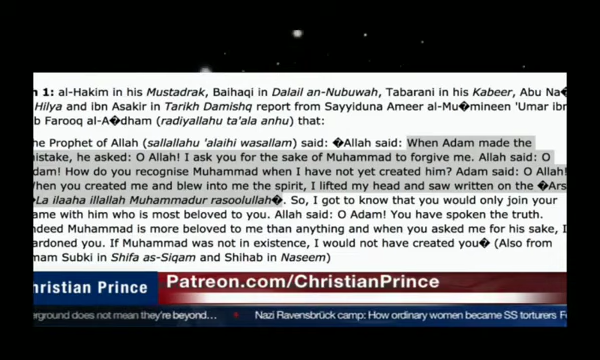 n 1: al-Hakim in his Mustadrak, Baihaqi in Dalail an-Nubuwah, Tabarani in his Kabeer, Abu Na�
Hilya and ibn Asakir in Tarikh Damishq report from Sayyiduna Ameer al-Mu�mineen 'Umar ibn
b Farooq al-A�dham (radiyallahu ta'ala anhu) that:
he Prophet of Allah (sallallahu 'alaihi wasallam) said: �Allah said: When Adam made the
mistake, he asked: O Allah! I ask you for the sake of Muhammad to forgive me. Allah said: O
dam! How do you recognise Muhammad when I have not yet created him? Adam said: O Allah!
When you created me and blew into me the spirit, I lifted my head and saw written on the �Ars
�La ilaaha illallah Muhammadur rasoolullah�. So, I got to know that you would only join your
ame with him who is most beloved to you. Allah said: O Adam! You have spoken the truth.
ndeed Muhammad is more beloved to me than anything and when you asked me for his sake, I
ardoned you. If Muhammad was not in existence, I would not have created you� (Also from
mam Subki in Shifa as-Siqam and Shihab in Naseem)
hristian Prince
Patreon.com/ChristianPrince
erground does not mean they're beyond...
Nazi Ravensbrück camp: How ordinary women became SS torturers